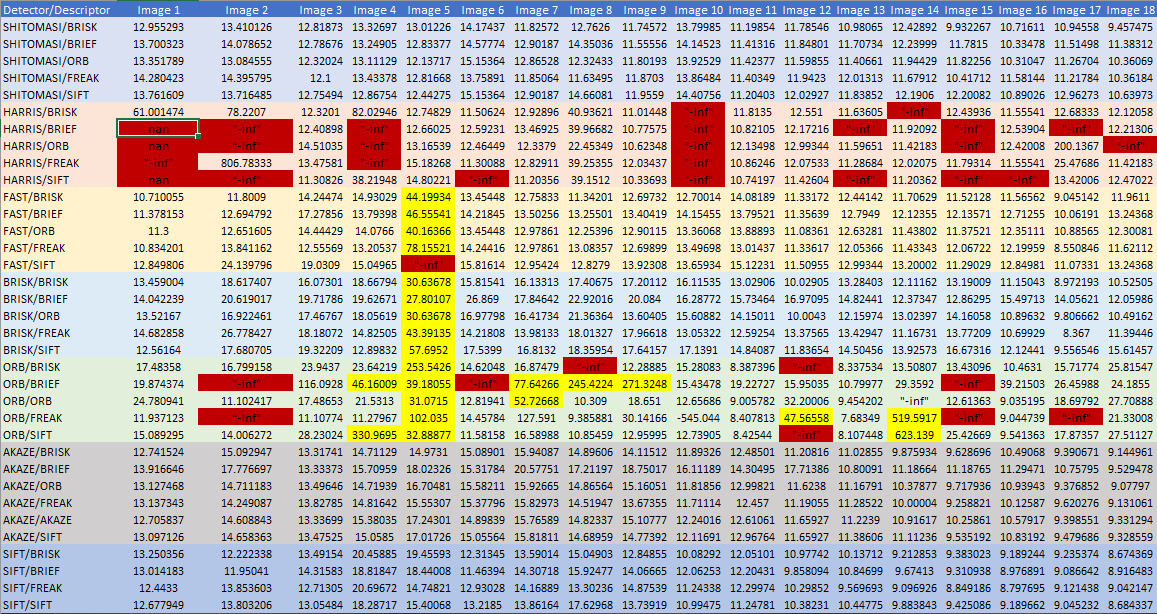 Detector/Descriptor Image 1 Image 2 Image 3 Image 4 Image 5 Image 6 Image 7 Image 8 Image 9 Image 10 Image 11 Image 12 Image 13 Image 14 Image 15 Image 16 Image 17 Image 18
SHITOMASI/BRISK 12.955293 13.410126 12.81873 13.32697 13.01226 14.17437 11.82572 12.7626 11.74572 13.79985 11.19854 11.78546 10.98065 12.42892 9.932267 10.71611 10.94558 9.457475
SHITOMASI/BRIEF 13.700323 14.078652 12.78676 13.24905 12.83377 14.57774 12.90187 14.35036 11.55556 14.14523 11.41316 11.84801 11.70734 12.23999 11.7815 10.33478 11.51498 11.38312
SHITOMASI/ORB 13.351789 13.084555 12.32024 13.11129 12.13717 15.15364 12.86528 12.32433 11.80193 13.92529 11.42377 11.59855 11.40661 11.94429 11.82256 10.31047 11.26704 10.36069
SHITOMASI/FREAK 14.280423 14.395795 12.1 13.43378 12.81668 13.75891 15.85061 15.85064 11.8703 13.86484 11.40349 11.9423 12.01313 11.67912 10.41712 11.58144 11.21784 10.36184
SHITOMASI/SIFT 13.761609 13.716485 12.75494 12.86754 12.44275 15.15364 12.90187 12.63495 11.9559 14.40756 11.20403 12.02927 11.83852 12.1906 12.20082 10.89026 12.96273 10.63973
HARRIS/BRISK 61.001474 78.2207 12.3201 82.02946 12.74829 11.50624 12.92896 40.93621 11.01448 "-inf" 11.8135 12.551 11.63605 "-inf" 12.43936 11.55541 12.68333 12.12058
HARRIS/BRIEF nan "-inf" 12.40898 "-inf" 12.66025 12.59231 13.46925 39.96682 10.77575 "-inf" 10.82105 12.17216 "-inf" 11.92092 "-inf" 12.53904 "-inf" 12.21306
HARRIS/ORB nan "-inf" 14.51035 "-inf" 13.16539 12.46449 12.3379 22.45349 10.62348 "-inf" 12.13498 12.99344 11.59651 11.42183 "-inf" 12.42008 200.1367 "-inf"
HARRIS/FREAK "-inf" 806.78333 13.47581 "-inf" 15.18268 11.30088 12.82911 39.25355 12.03437 "-inf" 10.86246 12.07533 11.28684 12.02075 11.79314 11.55541 25.47686 11.42183
HARRIS/SIFT nan "-inf" 11.30826 38.21948 14.80221 "-inf" 11.20356 39.1512 10.33693 "-inf" 10.74197 11.42604 "-inf" 11.20362 "-inf" "-inf" 13.42006 12.47022
FAST/BRISK 10.710055 11.8009 14.24474 14.93029 44.19934 13.45448 12.75833 11.34201 12.69732 12.70014 14.08189 11.33172 12.44142 11.70629 11.52128 11.56562 9.045142 11.9611
FAST/BRIEF 11.378153 12.694792 17.27856 13.79398 46.55541 14.21845 13.50256 13.25501 13.40419 14.15455 13.79521 11.35639 12.7949 12.12355 12.13571 12.71255 10.06191 13.24368
FAST/ORB 11.3 12.651605 14.44429 14.0766 40.16366 13.45448 12.97861 12.25296 12.90115 13.36068 13.88893 11.08361 12.63281 11.43802 11.37521 12.35111 10.88565 12.30081
FAST/FREAK 10.834201 13.841162 12.55569 13.20537 78.15521 14.24416 12.97861 13.08357 12.69899 13.49698 13.01437 11.33617 12.05366 11.43343 12.06722 12.19959 8.550846 11.62112
FAST/SIFT 12.849806 24.139796 19.0309 15.04965 "-inf" 15.81614 12.95424 12.8279 13.92308 13.65934 15.12231 11.50955 12.99344 13.20002 11.29029 12.84981 11.07331 13.24368
BRISK/BRISK 13.459004 18.617407 16.07301 18.66794 30.63678 15.81541 16.13313 17.40675 17.20112 16.11535 13.02906 10.02905 13.28403 12.11162 13.19009 11.15043 8.972193 10.52505
BRISK/BRIEF 14.042239 20.619017 19.71786 19.62671 27.80107 26.869 17.84642 22.92016 20.084 16.28772 15.73464 16.97095 14.82441 12.37347 12.86295 15.49713 14.05621 12.05986
BRISK/ORB 13.52167 16.922461 17.46767 18.05619 30.63678 16.97798 16.41734 21.36364 13.60405 15.60882 14.15011 10.0043 12.15974 13.02397 14.16058 10.89632 9.806662 10.49162
BRISK/FREAK 14.682858 26.778427 18.18072 14.82505 43.39135 14.21808 13.98133 18.01327 17.96618 13.05322 12.59254 13.37565 13.42947 11.16731 13.77209 10.69929 8.367 11.39446
BRISK/SIFT 12.56164 17.680705 19.32209 12.89832 57.6952 17.5399 16.8132 18.35954 17.64157 17.1391 14.84087 11.83654 14.50456 13.92573 16.67316 12.12441 9.556546 15.61457
ORB/BRISK 17.48358 16.799158 23.9437 23.64219 253.5426 14.62048 16.87479 "-inf" 12.28885 15.28083 8.387396 "-inf" 8.337534 13.50807 13.43096 10.4631 15.71774 25.81547
ORB/BRIEF 19.874374 "-inf" 116.0928 46.16009 39.18055 "-inf" 77.64266 245.4224 271.3248 15.43478 19.22727 15.95035 10.79977 29.3592 "-inf" 39.21503 26.45988 24.1855
ORB/ORB 24.780941 11.102417 17.48653 21.5313 31.0715 12.81941 52.72668 10.309 18.651 12.65686 9.005782 32.20006 9.454202 "-inf" 12.61363 9.035195 18.69792 27.70888
ORB/FREAK 11.937123 "-inf" 11.10774 11.27967 102.035 14.45784 127.591 9.385881 30.14166 -545.044 8.407813 47.56558 7.68349 519.5917 "-inf" 9.044739 "-inf" 21.33008
ORB/SIFT 15.089295 14.006272 28.23024 330.9695 32.88877 11.58158 16.58988 10.85459 12.95995 12.73905 8.42544 "-inf" 8.107448 623.139 25.42669 9.541363 17.87357 27.51127
AKAZE/BRISK 12.741524 15.092947 13.31741 14.71129 14.9731 15.08901 15.94087 14.89606 14.11512 11.89326 12.48501 11.20816 11.02855 9.875934 9.628696 10.49068 9.390671 9.144961
AKAZE/BRIEF 13.916646 17.776697 13.33373 15.70959 18.02326 15.31784 20.57751 17.21197 18.75017 16.11189 14.30495 17.71386 10.80091 11.18664 11.18765 11.29471 10.75795 9.529478
AKAZE/ORB 13.127468 14.711183 13.49646 14.71939 16.70481 15.58211 15.92665 14.86564 15.16051 11.81856 12.99821 11.6238 11.16791 10.37877 9.717936 10.93943 9.376852 9.07797
AKAZE/FREAK 13.137343 14.249087 13.82785 14.81642 15.55307 15.37796 15.82973 14.51947 13.67355 11.71114 12.457 11.19055 11.28522 10.00004 9.258821 10.12587 9.620276 9.131061
AKAZE/AKAZE 12.705837 14.608843 13.33699 15.38035 17.24301 14.89839 15.76589 14.82337 15.10777 12.24016 12.61061 11.65927 11.2239 10.91617 10.25861 10.57917 9.398551 9.331294
AKAZE/SIFT 13.097126 14.658363 13.47525 15.0585 17.01726 15.05564 15.81811 14.68959 14.77392 12.11691 12.96764 11.65927 11.38606 11.11236 9.535192 10.83192 9.479686 9.328559
SIFT/BRISK 13.250356 12.222338 13.49154 20.45885 19.45593 12.31345 13.59014 15.04903 12.84855 10.08292 12.05101 10.97742 10.13712 9.212853 9.383023 9.189244 9.235374 8.674369
SIFT/BRIEF 13.014183 11.95041 14.31583 18.81847 18.44008 11.46394 14.30718 15.92477 14.06665 12.06253 12.20431 9.858094 10.84699 9.67413 9.310938 8.976891 9.086642 8.916483
SIFT/FREAK 12.4433 13.853603 12.71305 20.69672 14.74821 12.93028 14.16889 13.30236 14.87539 11.24338 12.29974 10.29852 9.569693 9.096926 8.849186 8.797695 9.121438 9.042147
SIFT/SIFT 12.677949 13.803206 13.05484 18.28717 15.40068 13.2185 13.86164 17.62968 13.73919 10.99475 11.24781 10.38231 10.44775 9.883843 9.425086 9.189662 9.045232 8.684337